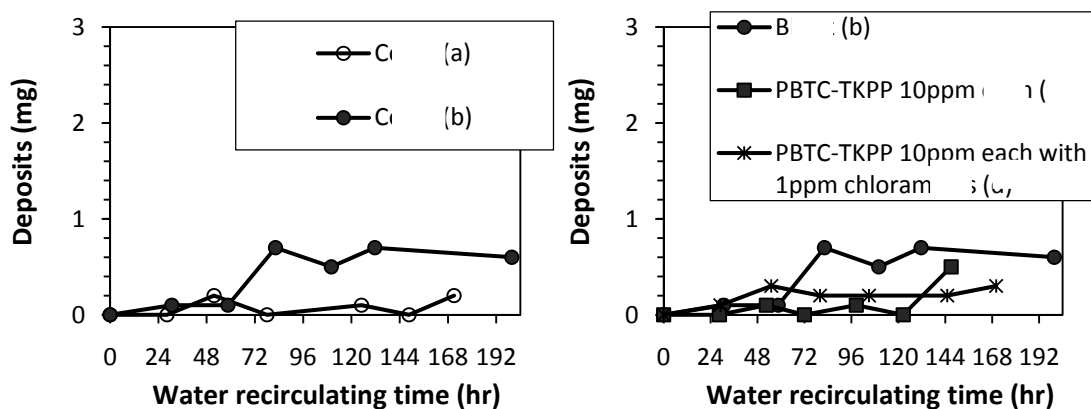 3
2
1
0
Deposits (mg)
0 24 48 72 96 120 144 168 192
Water recirculating time (hr)
(a)
(b)
3
2
1
0
Deposits (mg)
0 24 48 72 96 120 144 168 192
Water recirculating time (hr)
(b)
PBTC-TKPP 10ppm
PBTC-TKPP 10ppm each with
1ppm